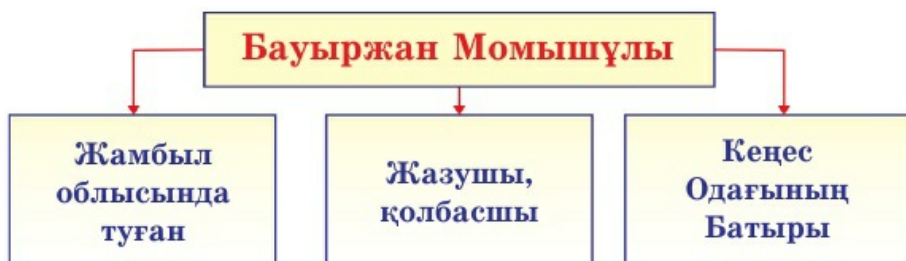 Бауыржан Момышұлы
Жамбыл
облысында
туған
Жазушы,
қолбасшы
Кеңес
Одағының
Батыры